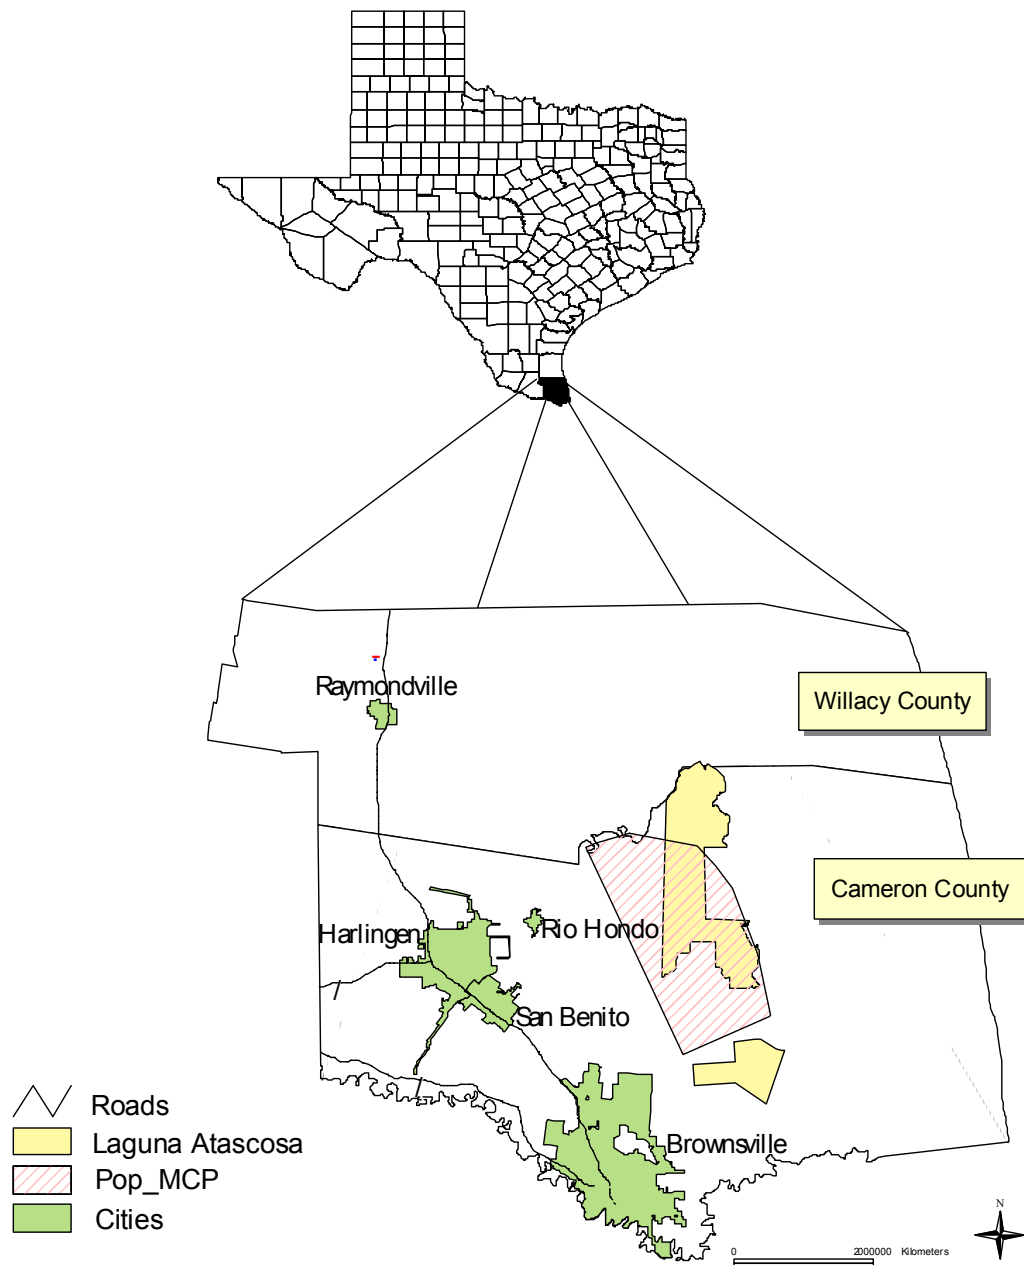 Raymondville
Willacy County
Cameron County
Harlingen
Rio Hondo
San Benito
Brownsville
Roads
Laguna Atascosa
Pop_MCP
Cities
N
0 2000000 Kilometers